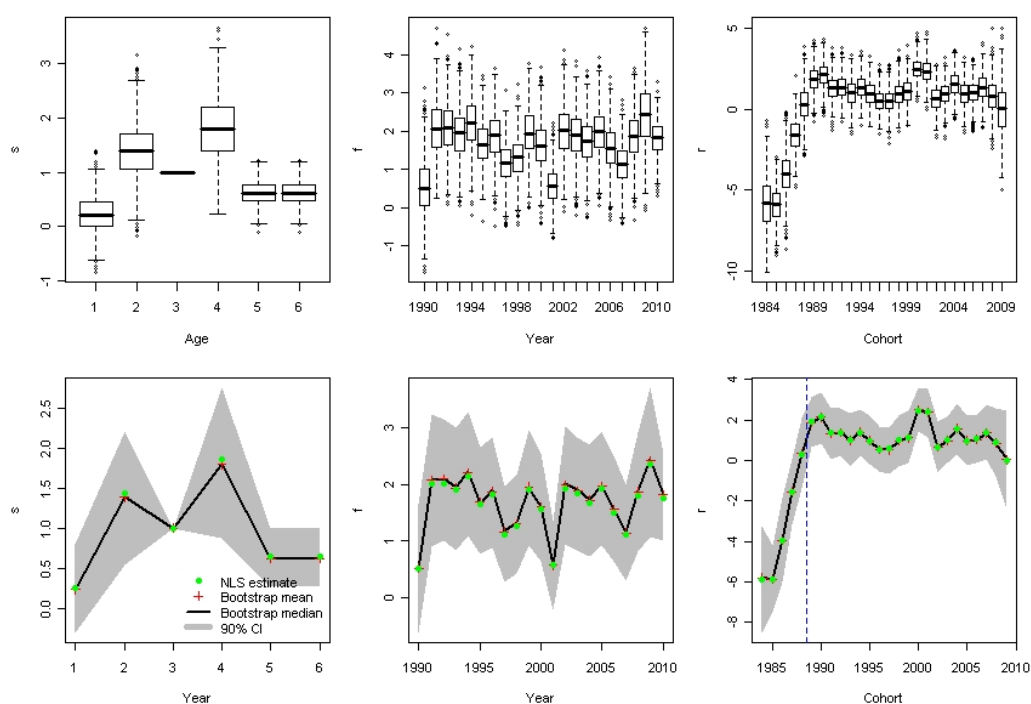 s
-1
0
1
2
3
1 2 3 4 5 6
Age
f
-1
0
1
2
3
4
1990 1994 1998 2002 2006 2010
Year
r
-10
-5
0
5
1984 1989 1994 1999 2004 2009
Cohort
s
0.0
0.5
1.0
1.5
2.0
2.5
NLS estimate
Bootstrap mean
Bootstrap median
90% CI
1 2 3 4 5 6
Year
f
0
1
2
3
1990 1995 2000 2005 2010
Year
r
-8
-6
-4
-2
0
2
4
1985 1990 1995 2000 2005 2010
Cohort